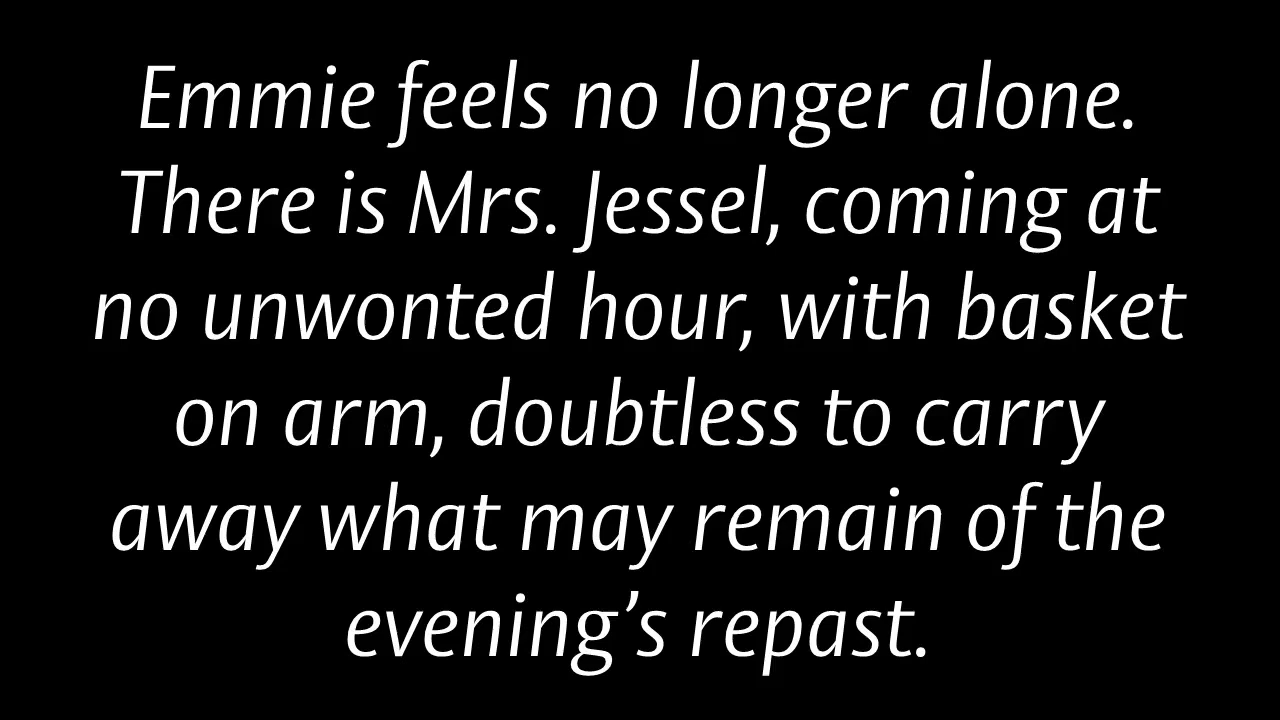 Emmie feels no longer alone.
There is Mrs. Jessel, coming at
no unwonted hour, with basket
on arm, doubtless to carry
away what may remain of the
evening’s repast.